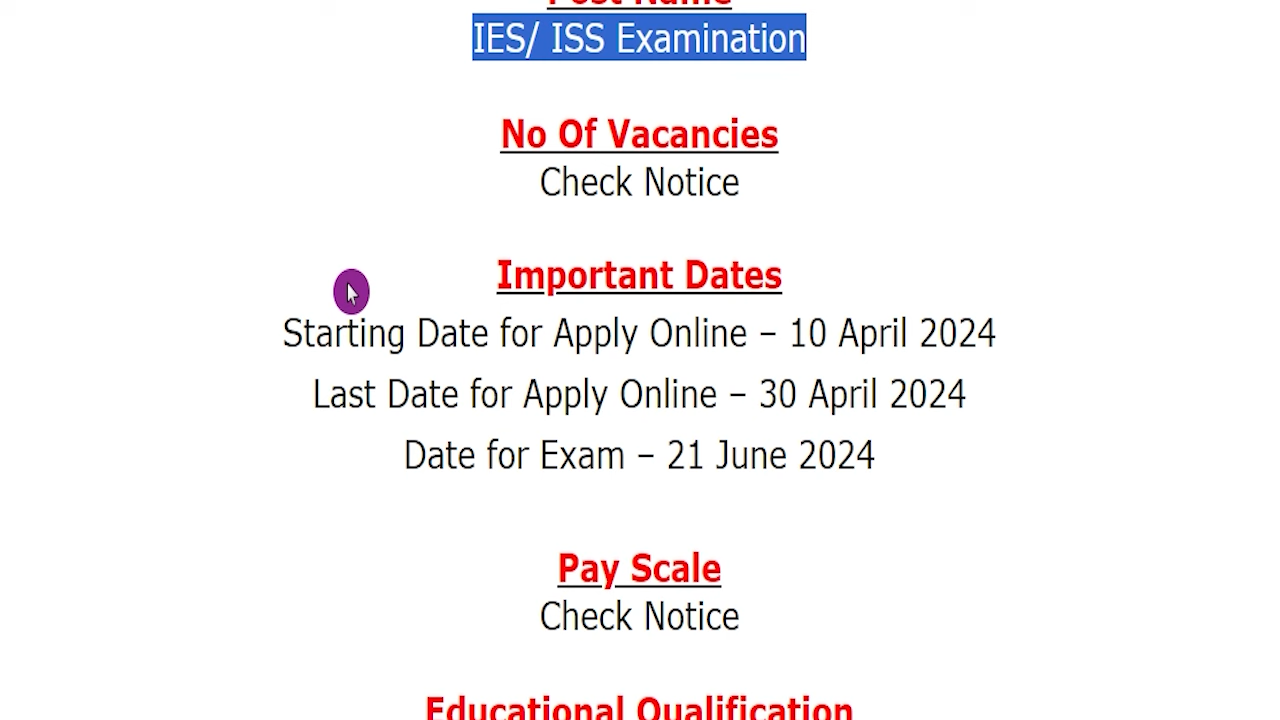 Post Name
IES/ ISS Examination
No Of Vacancies
Check Notice
Important Dates
Starting Date for Apply Online – 10 April 2024
Last Date for Apply Online – 30 April 2024
Date for Exam – 21 June 2024
Pay Scale
Check Notice
Educational Qualification